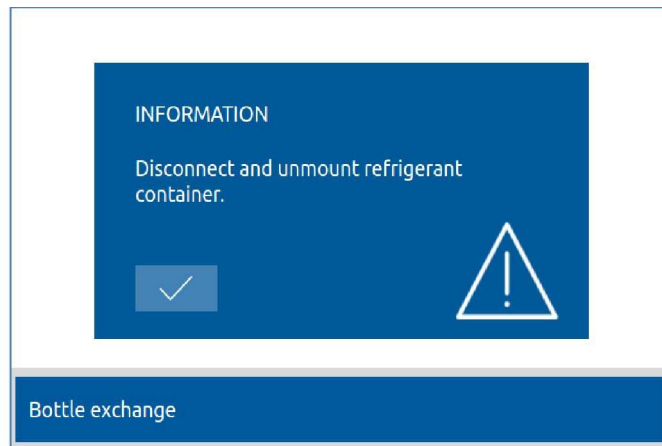 INFORMATION
Disconnect and unmount refrigerant
container.
Bottle exchange